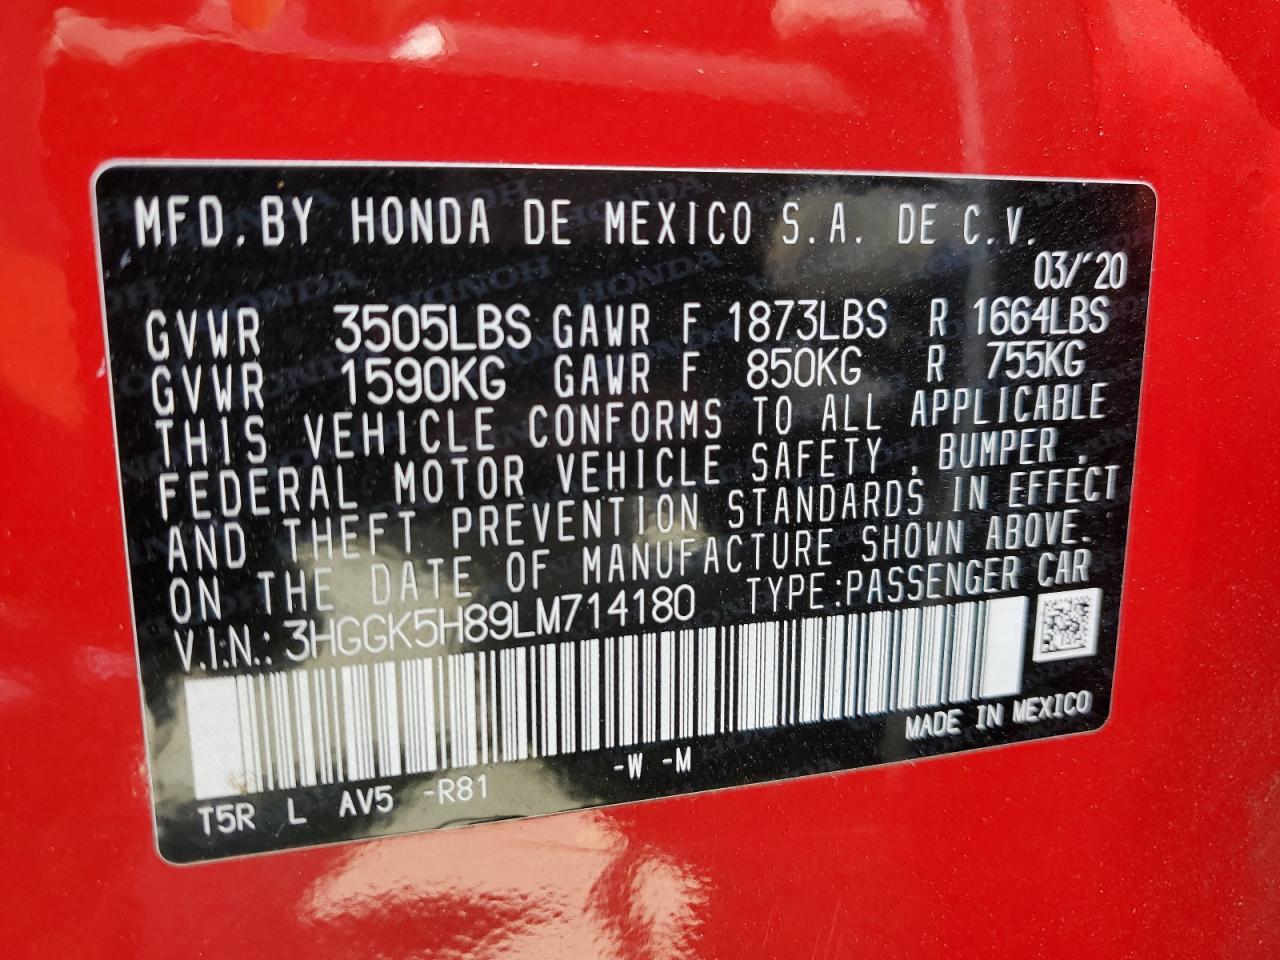 MFD. BY HONDA DE MEXICO S.A. DE C.V.
03/'20
GVWR 3505LBS GAWR F 1873LBS R 1664LBS
GVWR 1590KG GAWR F 850KG R 755KG
THIS VEHICLE CONFORMS TO ALL APPLICABLE
FEDERAL MOTOR VEHICLE SAFETY , BUMPER ,
AND THEFT PREVENTION STANDARDS IN EFFECT
ON THE DATE OF MANUFACTURE SHOWN ABOVE.
V.I.N.: 3HGGK5H89LM714180 TYPE:PASSENGER CAR
MADE IN MEXICO
T5R L AV5 -R81 -W -M